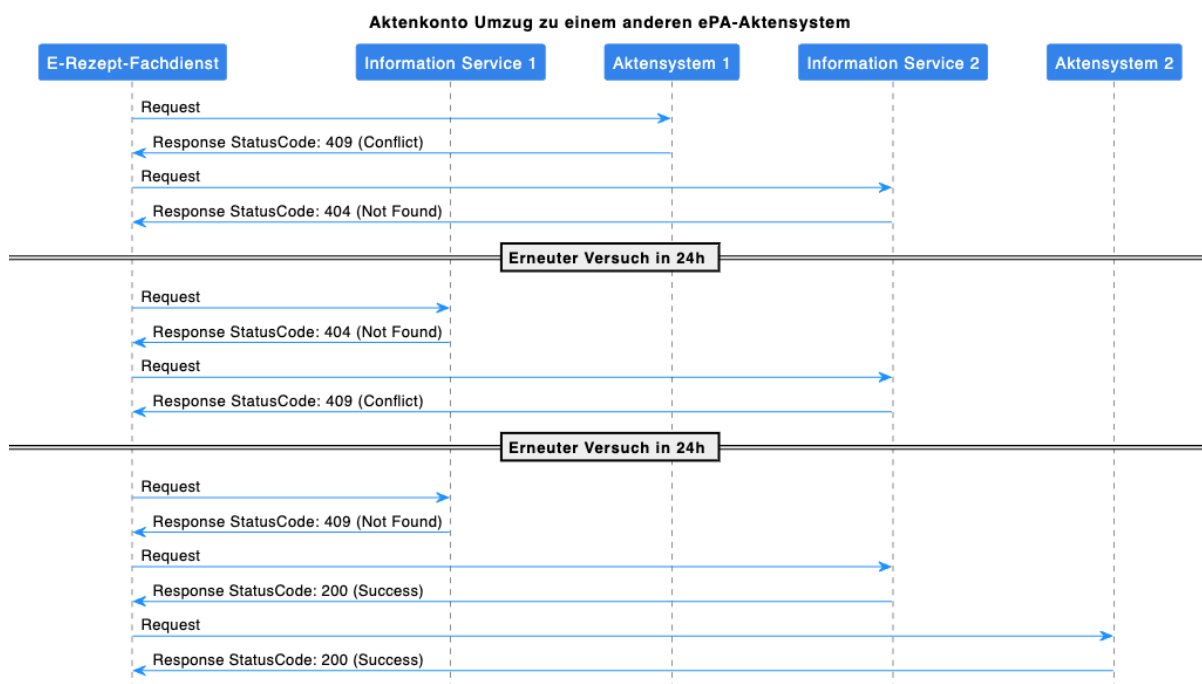 Aktenkonto Umzug zu einem anderen ePA-Aktensystem
E-Rezept-Fachdienst
Information Service 1
Aktensystem 1
Information Service 2
Aktensystem 2
Request
Response StatusCode: 409 (Conflict)
Request
Response StatusCode: 404 (Not Found)
Erneuter Versuch in 24h
Request
Response StatusCode: 404 (Not Found)
Request
Response StatusCode: 409 (Conflict)
Erneuter Versuch in 24h
Request
Response StatusCode: 409 (Not Found)
Request
Response StatusCode: 200 (Success)
Request
Response StatusCode: 200 (Success)